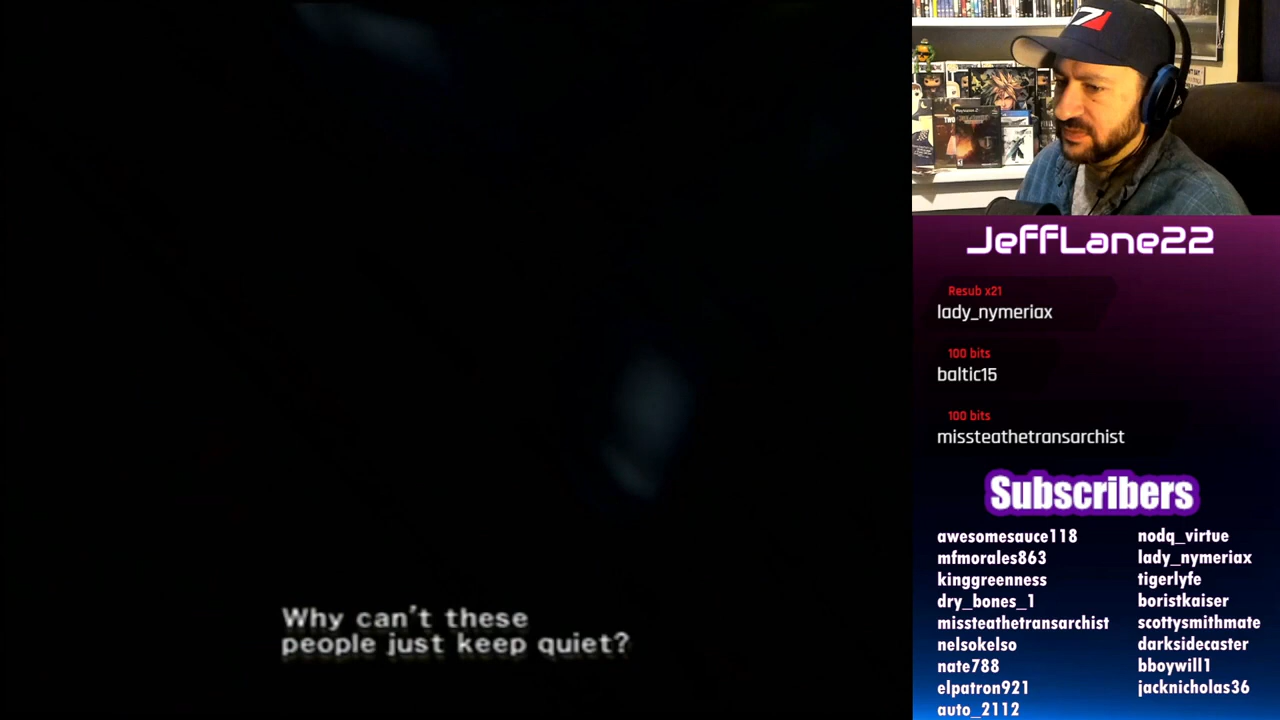 Why can't these
people just keep quiet?
JeffLane22
Resub x21
lady_nymeriax
100 bits
baltic15
100 bits
missteathetransarchist
Subscribers
awesomesauce118
mfmorales863
kinggreenness
dry_bones_1
missteathetransarchist
nelsokelso
nate788
elpatron921
auto_2112
nodq_virtue
lady_nymeriax
tigerlyfe
boristkaiser
scottysmithmate
darksidecaster
bboywill1
jacknicholas36